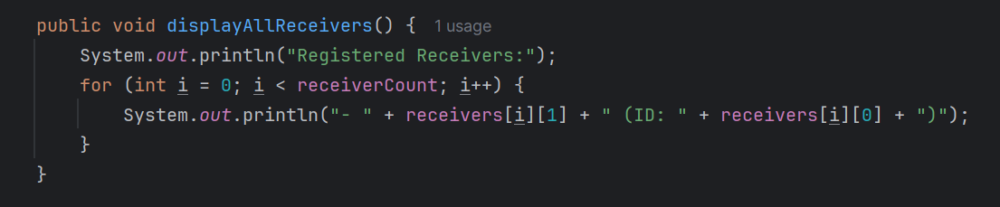 public void displayAllReceivers() { 1 usage
System.out.println("Registered Receivers:");
for (int i = 0; i < receiverCount; i++) {
System.out.println("- " + receivers[i][1] + " (ID: " + receivers[i][0] + ")");
}
}